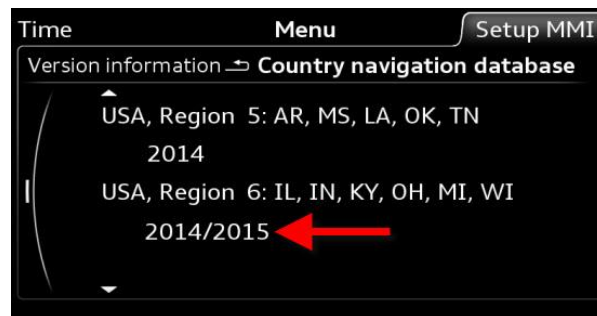 Time Menu Setup MMI
Version information Country navigation database
USA, Region 5: AR, MS, LA, OK, TN
2014
USA, Region 6: IL, IN, KY, OH, MI, WI
2014/2015